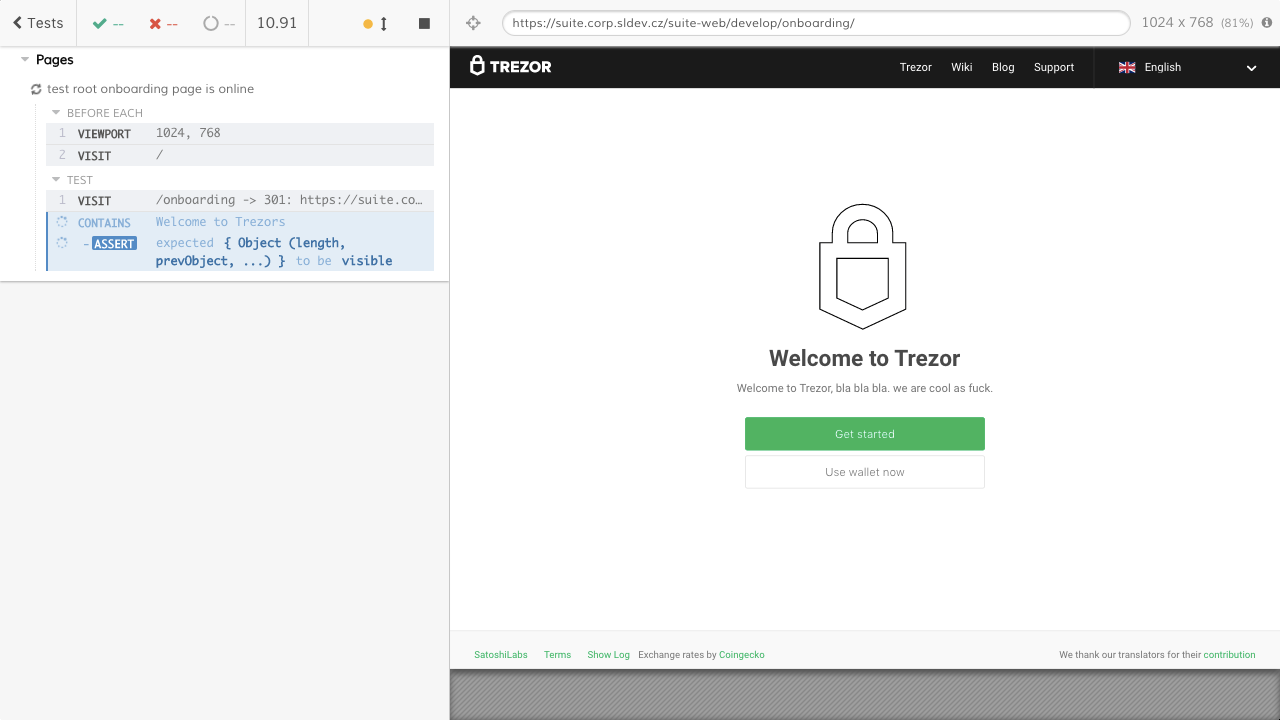 Tests -- -- -- 10.91
https://suite.corp.sldev.cz/suite-web/develop/onboarding/ 1024 x 768 (81%)
Pages
test root onboarding page is online
BEFORE EACH
1 VIEWPORT 1024, 768
2 VISIT /
TEST
1 VISIT /onboarding -> 301: https://suite.co…
CONTAINS Welcome to Trezors
- ASSERT expected { Object (length,
prevObject, ...) } to be visible
TREZOR Trezor Wiki Blog Support English
Welcome to Trezor
Welcome to Trezor, bla bla bla. we are cool as fuck.
Get started
Use wallet now
SatoshiLabs Terms Show Log Exchange rates by Coingecko We thank our translators for their contribution